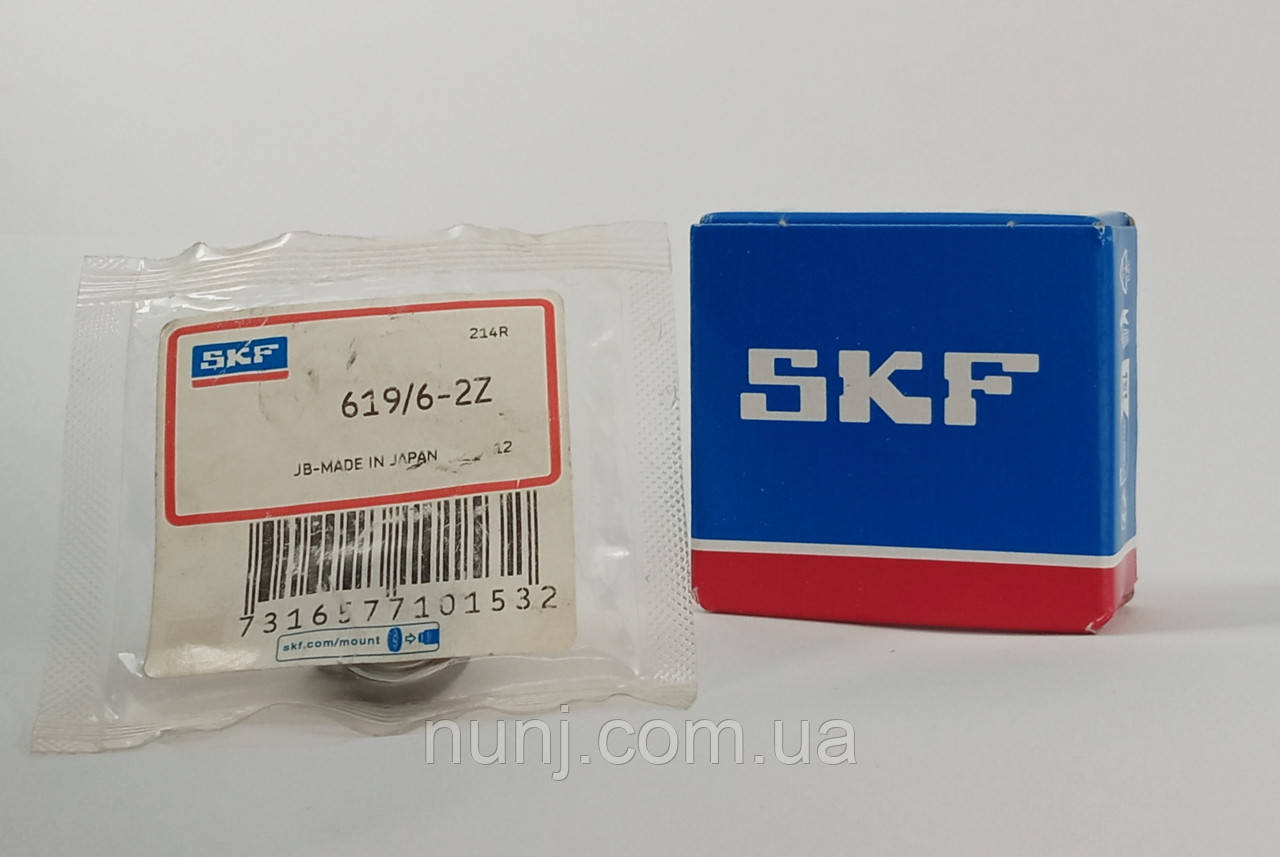 214R
SKF
619/6-2Z
JB-MADE IN JAPAN 12
7316577101532
skf.com/mount
SKF
nunj.com.ua